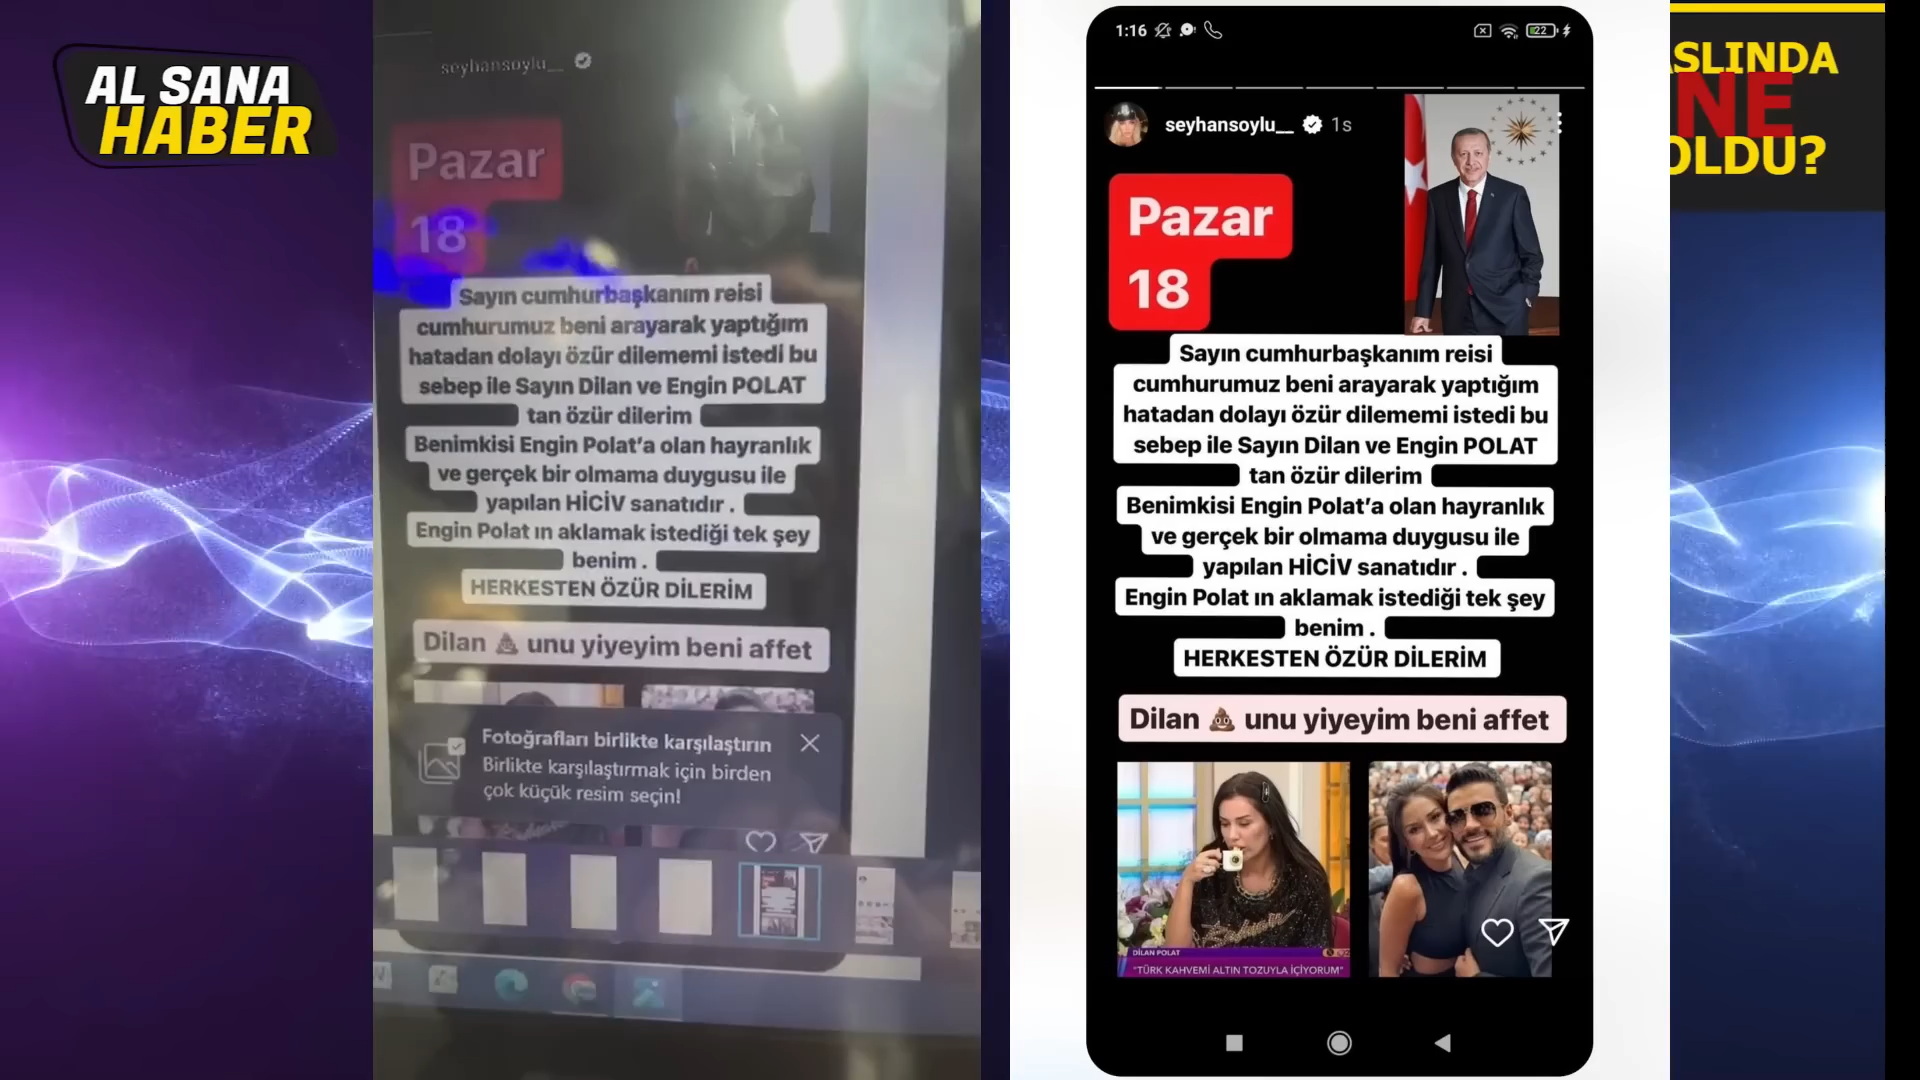 AL SANA
HABER
seyhansoylu__
Pazar
18
Sayın cumhurbaşkanım reisi
cumhurumuz beni arayarak yaptığım
hatadan dolayı özür dilememi istedi bu
sebep ile Sayın Dilan ve Engin POLAT
tan özür dilerim
Benimkisi Engin Polat'a olan hayranlık
ve gerçek bir olmama duygusu ile
yapılan HİCİV sanatıdır .
Engin Polat ın aklamak istediği tek şey
benim .
HERKESTEN ÖZÜR DİLERİM
Dilan 💩 unu yiyeyim beni affet
Fotoğrafları birlikte karşılaştırın
Birlikte karşılaştırmak için birden
çok küçük resim seçin!
1:16
22
seyhansoylu__ 1s
Pazar
18
Sayın cumhurbaşkanım reisi
cumhurumuz beni arayarak yaptığım
hatadan dolayı özür dilememi istedi bu
sebep ile Sayın Dilan ve Engin POLAT
tan özür dilerim
Benimkisi Engin Polat'a olan hayranlık
ve gerçek bir olmama duygusu ile
yapılan HİCİV sanatıdır .
Engin Polat ın aklamak istediği tek şey
benim .
HERKESTEN ÖZÜR DİLERİM
Dilan 💩 unu yiyeyim beni affet
DİLAN POLAT
"TÜRK KAHVEMİ ALTIN TOZUYLA İÇİYORUM"
ASLINDA
NE
OLDU?